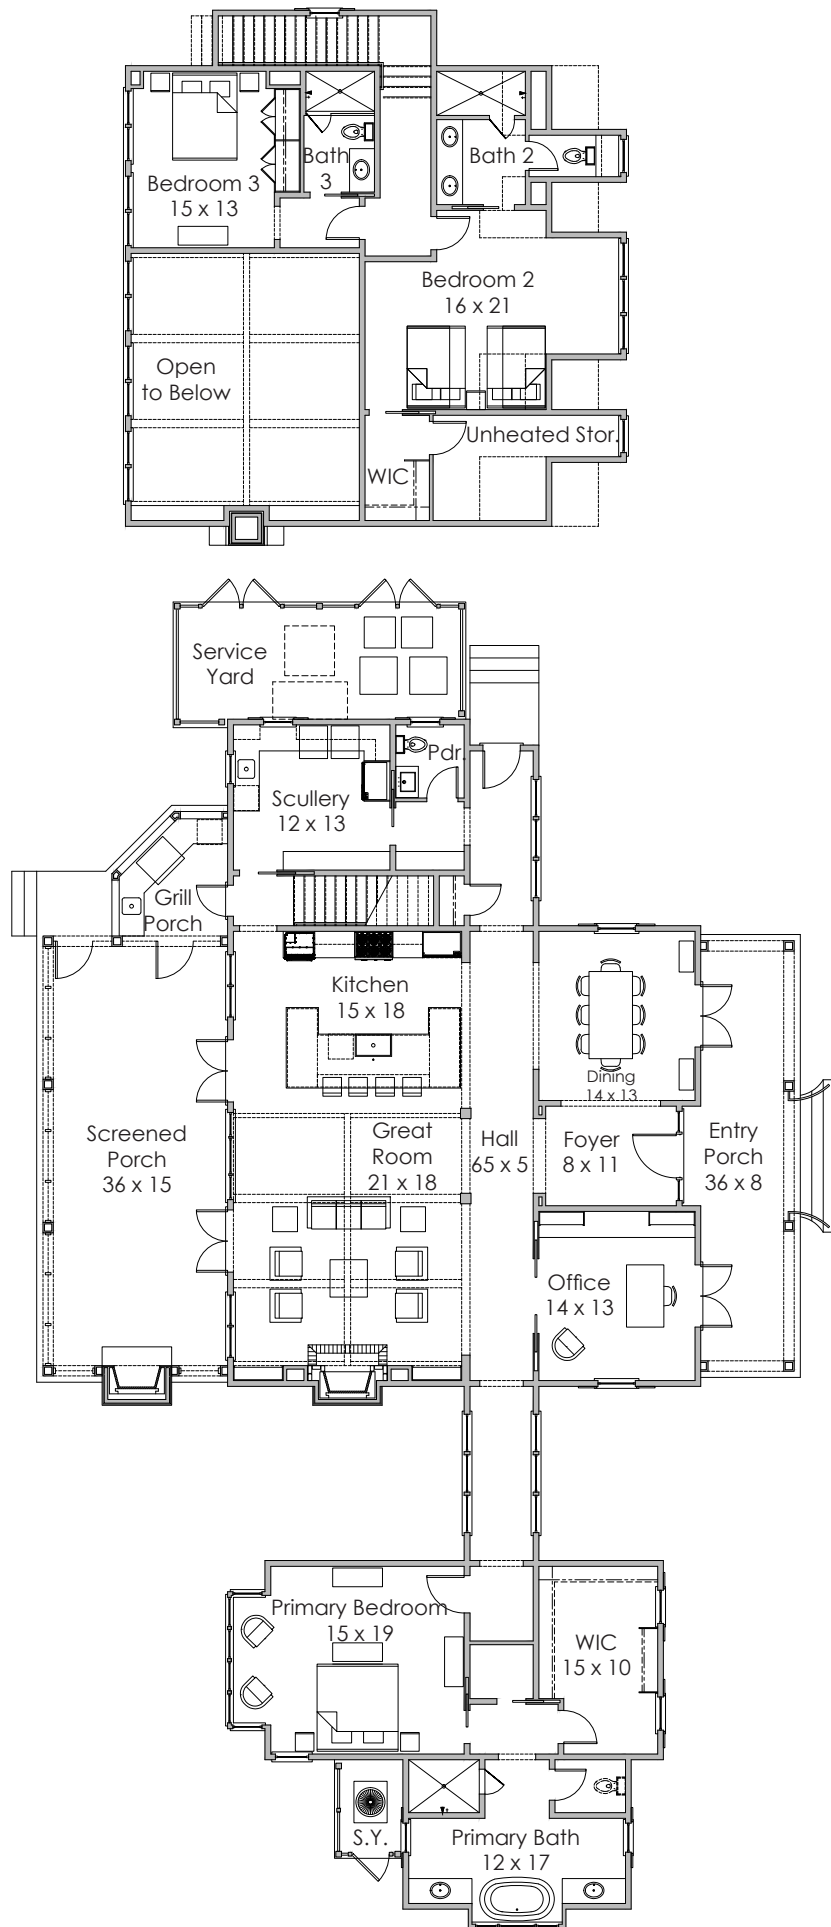 Bath
3
Bath 2
Bedroom 3
15 x 13
Bedroom 2
16 x 21
Open
to Below
Unheated Stor.
WIC
Service
Yard
Pdr.
Scullery
12 x 13
Grill
Porch
Kitchen
15 x 18
Dining
14 x 13
Screened
Porch
36 x 15
Great
Room
21 x 18
Hall
65 x 5
Foyer
8 x 11
Entry
Porch
36 x 8
Office
14 x 13
Primary Bedroom
15 x 19
WIC
15 x 10
S.Y.
Primary Bath
12 x 17